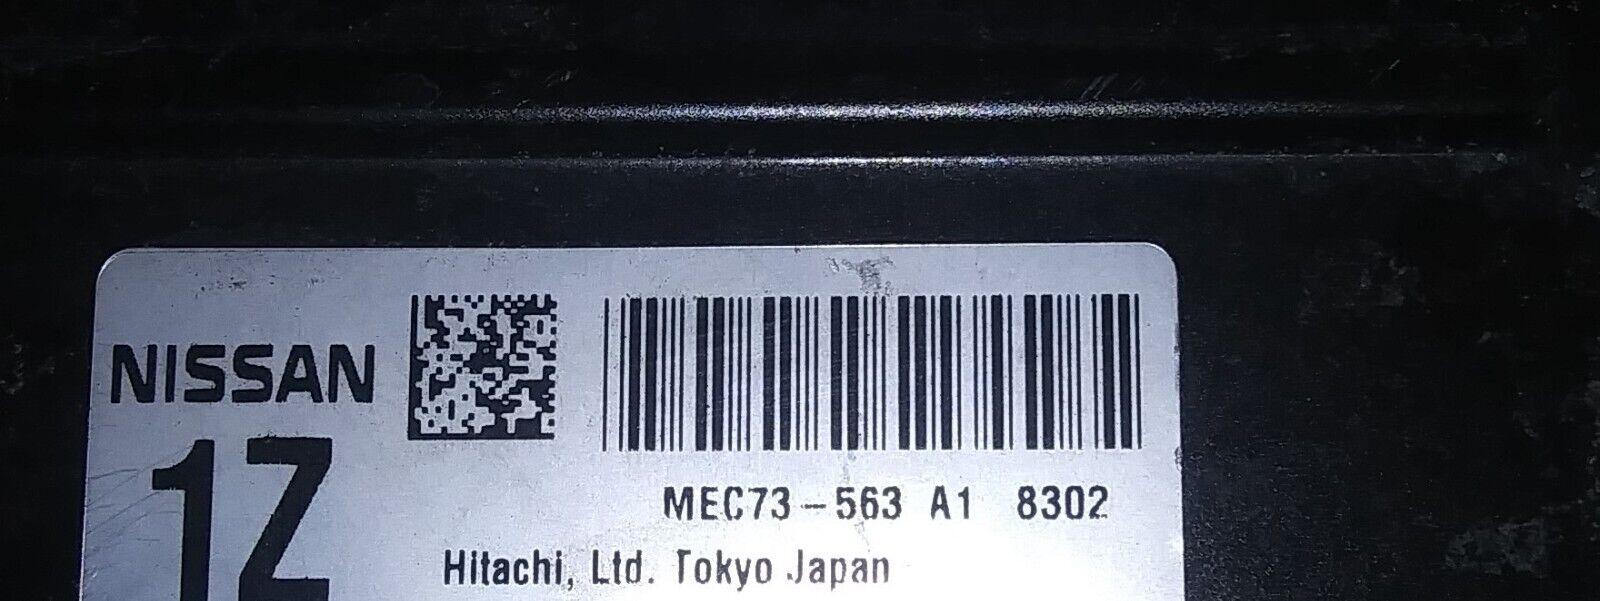 NISSAN
1Z
MEC73-563 A1 8302
Hitachi, Ltd. Tokyo Japan